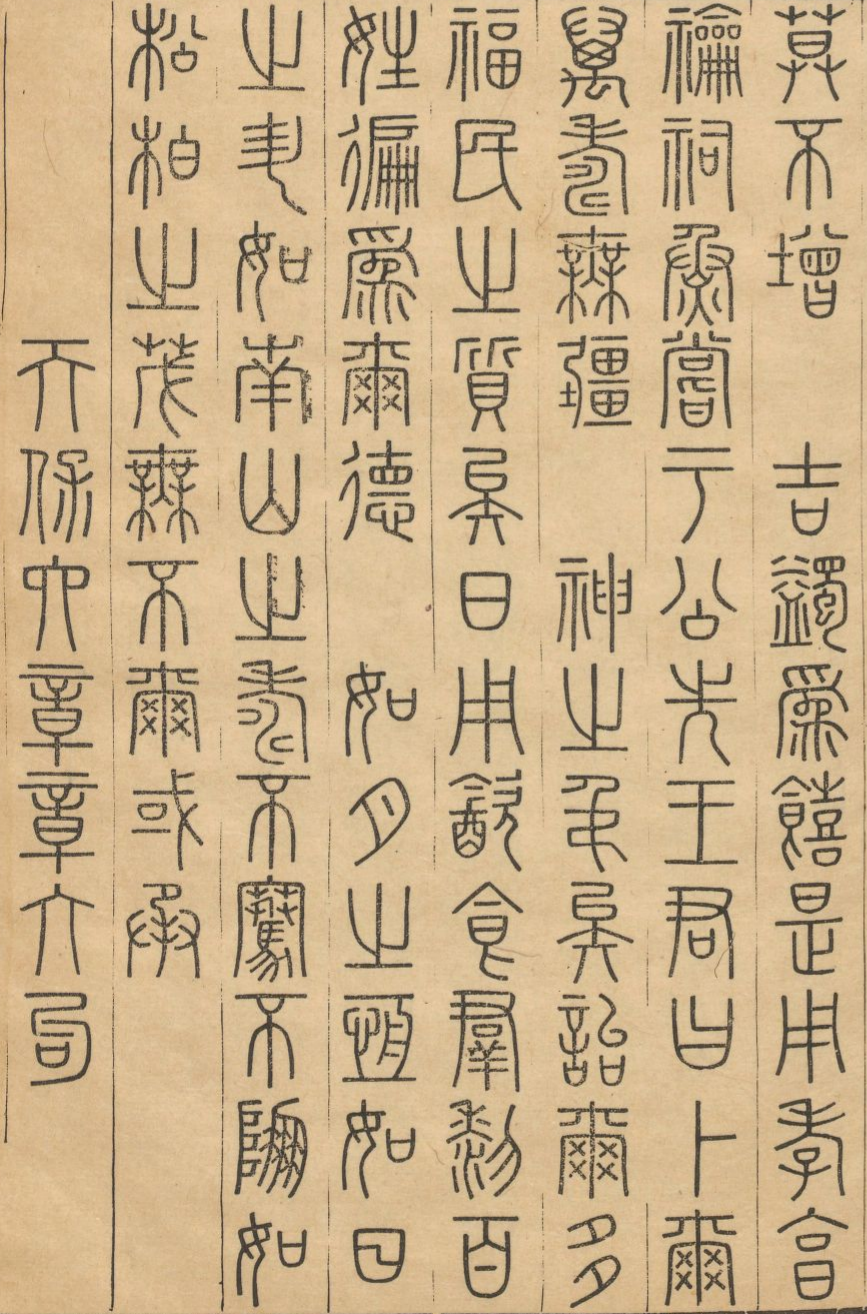 莫不增 吉蠲爲饎是用孝亯
禴祠烝嘗于公先王君曰卜爾
萬壽無疆 神之弔矣詒爾多
福民之質矣日用飲食羣黎百
姓徧爲爾德 如月之恆如日
之升如南山之壽不騫不崩如
松柏之茂無不爾或承
天保六章章六句